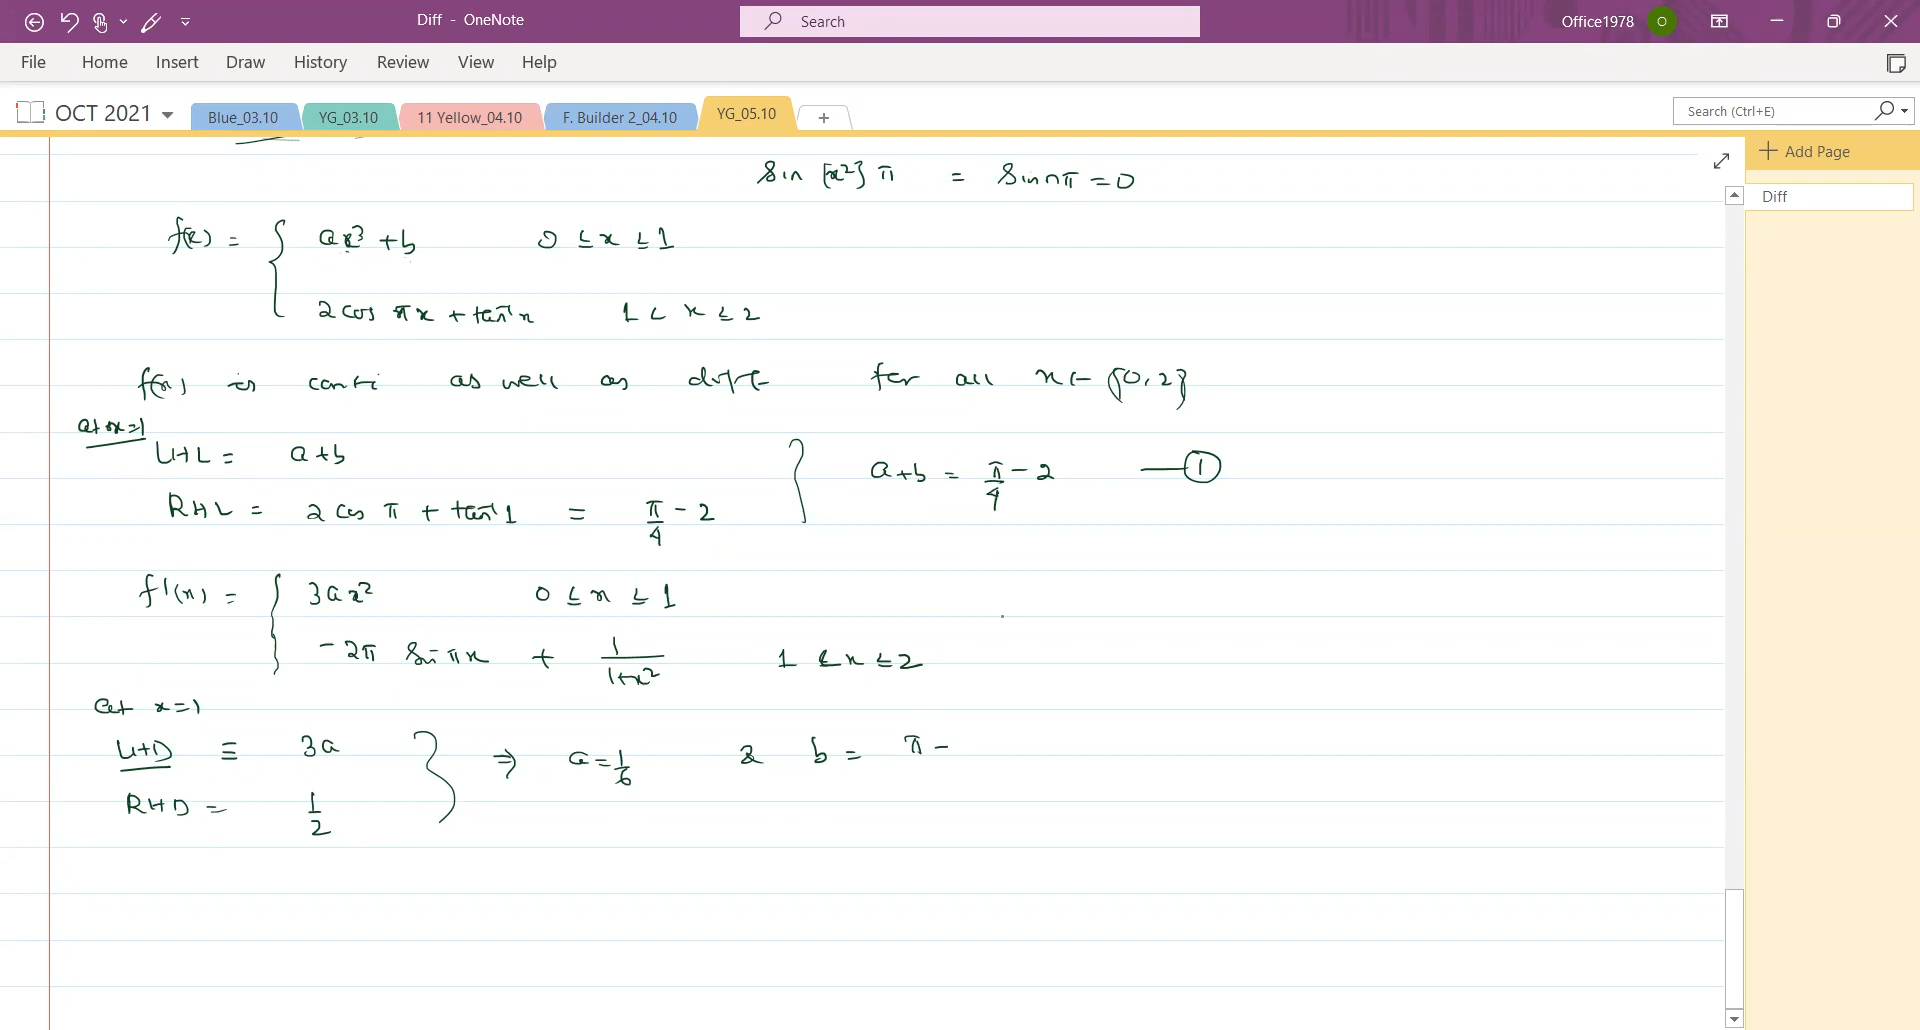 Diff - OneNote
Search
Office1978
O
File Home Insert Draw History Review View Help
OCT 2021
Blue_03.10
YG_03.10
11 Yellow_04.10
F. Builder 2_04.10
YG_05.10
+
Search (Ctrl+E)
Add Page
Diff
Sin [x²] π = Sin nπ = 0
f(x) = { ax³ + b 0 ≤ x ≤ 1
2 cos πx + tan⁻¹x 1 < x ≤ 2
f(x) is conti as well as diff for all x ∈ [0, 2]
at x=1
LHL = a+b
RHL = 2 cos π + tan⁻¹ 1 = π/4 - 2
} a+b = π/4 - 2 — ①
f'(x) = { 3ax² 0 ≤ x ≤ 1
-2π Sin πx + 1/(1+x²) 1 < x ≤ 2
at x=1
LHD = 3a
RHD = 1/2
} ⇒ a = 1/6 & b = π -